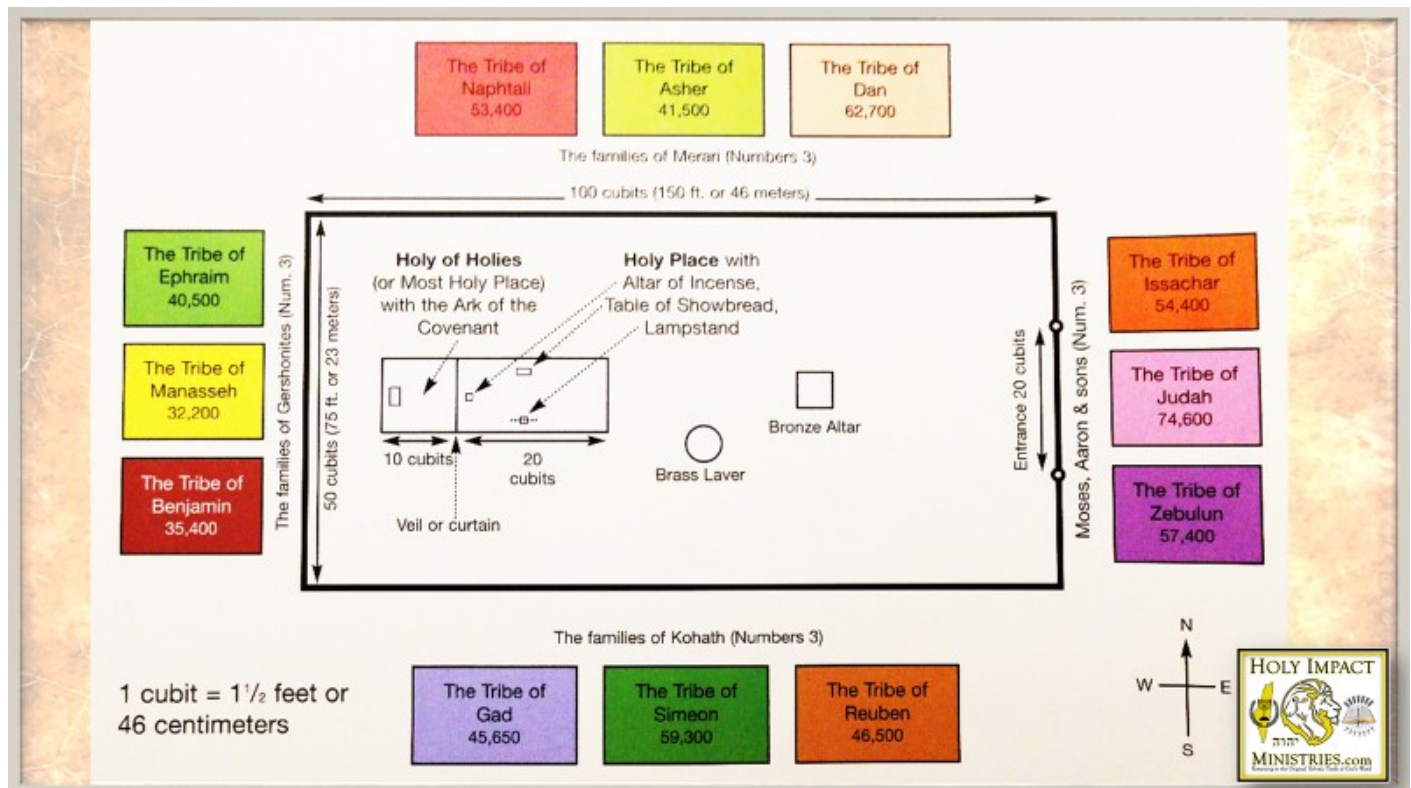 The Tribe of
Naphtali
53,400
The Tribe of
Asher
41,500
The Tribe of
Dan
62,700
The families of Merari (Numbers 3)
100 cubits (150 ft. or 46 meters)
The Tribe of
Ephraim
40,500
The Tribe of
Manasseh
32,200
The Tribe of
Benjamin
35,400
The families of Gershonites (Num. 3)
50 cubits (75 ft. or 23 meters)
Holy of Holies
(or Most Holy Place)
with the Ark of the
Covenant
Holy Place with
Altar of Incense,
Table of Showbread,
Lampstand
10 cubits
20
cubits
Veil or curtain
Brass Laver
Bronze Altar
Entrance 20 cubits
Moses, Aaron & sons (Num. 3)
The Tribe of
Issachar
54,400
The Tribe of
Judah
74,600
The Tribe of
Zebulun
57,400
The families of Kohath (Numbers 3)
1 cubit = 1 1/2 feet or
46 centimeters
The Tribe of
Gad
45,650
The Tribe of
Simeon
59,300
The Tribe of
Reuben
46,500
N
W E
S
HOLY IMPACT
יהוה
MINISTRIES.com